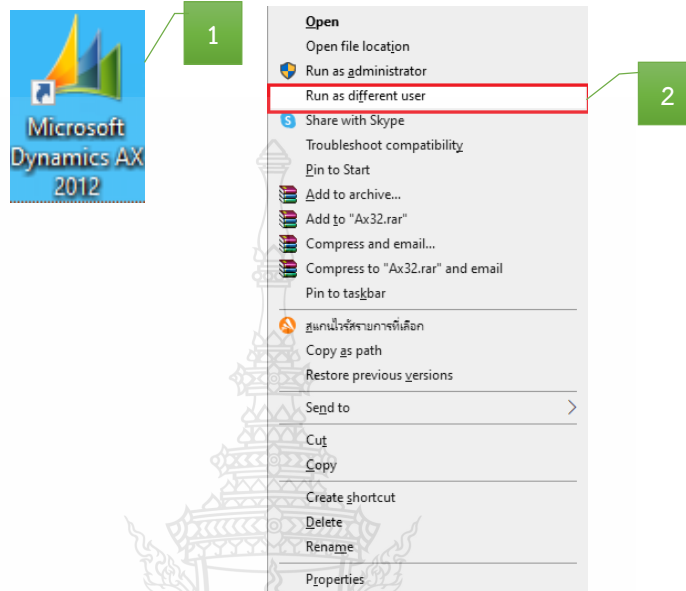 1
Microsoft
Dynamics AX
2012
Open
Open file location
Run as administrator
Run as different user
2
Share with Skype
Troubleshoot compatibility
Pin to Start
Add to archive...
Add to "Ax32.rar"
Compress and email...
Compress to "Ax32.rar" and email
Pin to taskbar
สแกนไวรัสรายการที่เลือก
Copy as path
Restore previous versions
Send to
Cut
Copy
Create shortcut
Delete
Rename
Properties